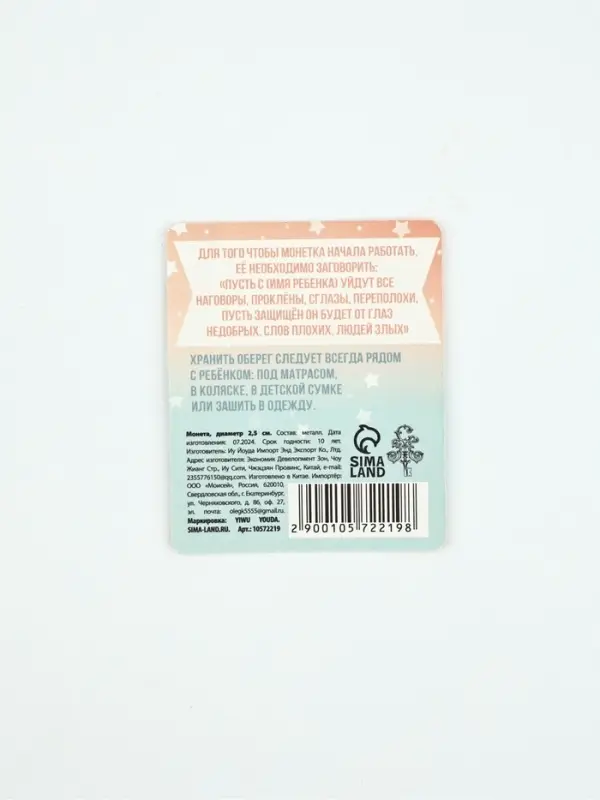 ДЛЯ ТОГО ЧТОБЫ МОНЕТКА НАЧАЛА РАБОТАТЬ,
ЕЁ НЕОБХОДИМО ЗАГОВОРИТЬ:
«ПУСТЬ С (ИМЯ РЕБЕНКА) УЙДУТ ВСЕ
НАГОВОРЫ, ПРОКЛЁНЫ, СГЛАЗЫ, ПЕРЕПОЛОХИ,
ПУСТЬ ЗАЩИЩЁН ОН БУДЕТ ОТ ГЛАЗ
НЕДОБРЫХ, СЛОВ ПЛОХИХ, ЛЮДЕЙ ЗЛЫХ»
ХРАНИТЬ ОБЕРЕГ СЛЕДУЕТ ВСЕГДА РЯДОМ
С РЕБЁНКОМ: ПОД МАТРАСОМ,
В КОЛЯСКЕ, В ДЕТСКОЙ СУМКЕ
ИЛИ ЗАШИТЬ В ОДЕЖДУ.
Монета, диаметр 2,5 см. Состав: металл. Дата
изготовления: 07.2024. Срок годности: 10 лет.
Изготовитель: Иу Йоуда Импорт Энд Экспорт Ко., Лтд.
Адрес изготовителя: Экономик Девелопмент Зон, Чоу
Жианг Стр., Иу Сити, Чжэцзян Провинс, Китай, e-mail:
2355776150@qq.com. Изготовлено в Китае. Импортёр:
ООО «Моисей», Россия, 620010,
Свердловская обл., г. Екатеринбург,
ул. Черняховского, д. 86, оф. 27,
эл. почта: olegk5555@gmail.ru.
Маркировка: YIWU YOUDA.
SIMA-LAND.RU. Арт.: 10572219
SIMA
LAND
2 900105 722198